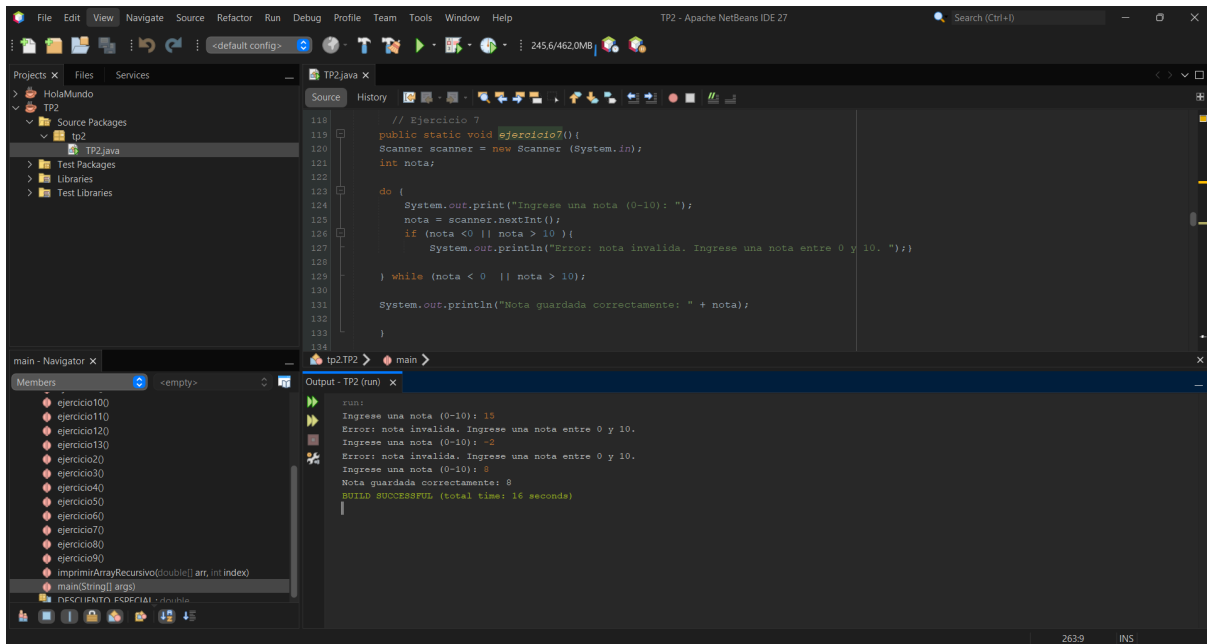 File Edit View Navigate Source Refactor Run Debug Profile Team Tools Window Help TP2 - Apache NetBeans IDE 27 Search (Ctrl+I)
<default config> 245,6/462,0MB
Projects Files Services
HolaMundo
TP2
Source Packages
tp2
TP2.java
Test Packages
Libraries
Test Libraries
TP2.java
Source History
118 // Ejercicio 7
119 public static void ejercicio7(){
120 Scanner scanner = new Scanner (System.in);
121 int nota;
122
123 do {
124 System.out.print("Ingrese una nota (0-10): ");
125 nota = scanner.nextInt();
126 if (nota <0 || nota > 10 ){
127 System.out.println("Error: nota invalida. Ingrese una nota entre 0 y 10. ");}
128
129 } while (nota < 0  || nota > 10);
130
131 System.out.println("Nota guardada correctamente: " + nota);
132
133 }
134
tp2.TP2 main
main - Navigator
Members <empty>
ejercicio10()
ejercicio11()
ejercicio12()
ejercicio13()
ejercicio2()
ejercicio3()
ejercicio4()
ejercicio5()
ejercicio6()
ejercicio7()
ejercicio8()
ejercicio9()
imprimirArrayRecursivo(double[] arr, int index)
main(String[] args)
DESCUENTO_ESPECIAL : double
Output - TP2 (run)
run:
Ingrese una nota (0-10): 15
Error: nota invalida. Ingrese una nota entre 0 y 10.
Ingrese una nota (0-10): -2
Error: nota invalida. Ingrese una nota entre 0 y 10.
Ingrese una nota (0-10): 8
Nota guardada correctamente: 8
BUILD SUCCESSFUL (total time: 16 seconds)
263:9 INS